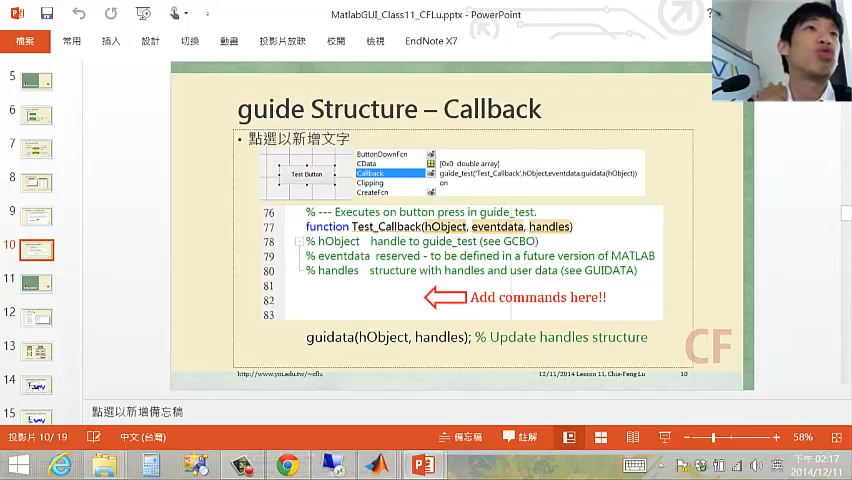 MatlabGUI_Class11_CFLu.pptx - PowerPoint
?
檔案 常用 插入 設計 切換 動畫 投影片放映 校閱 檢視 EndNote X7
5
6
7
8
9
10
11
12
13
14
15
guide Structure – Callback
• 點選以新增文字
Test Button
ButtonDownFcn
CData [0x0 double array]
Callback guide_test('Test_Callback',hObject,eventdata,guidata(hObject))
Clipping on
CreateFcn
76 % --- Executes on button press in guide_test.
77 function Test_Callback(hObject, eventdata, handles)
78 % hObject handle to guide_test (see GCBO)
79 % eventdata reserved - to be defined in a future version of MATLAB
80 % handles structure with handles and user data (see GUIDATA)
81
82 Add commands here!!
83
guidata(hObject, handles); % Update handles structure
CF
http://www.ym.edu.tw/~cflu 12/11/2014 Lesson 11, Chia-Feng Lu 10
點選以新增備忘稿
投影片 10/ 19 中文 (台灣) 備忘稿 註解 58%
英 下午 02:17
2014/12/11